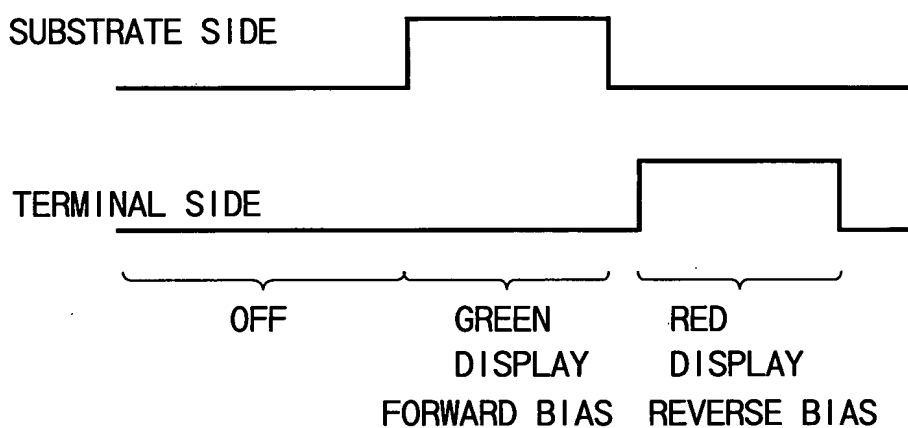 SUBSTRATE SIDE
TERMINAL SIDE
OFF GREEN RED
DISPLAY DISPLAY
FORWARD BIAS REVERSE BIAS